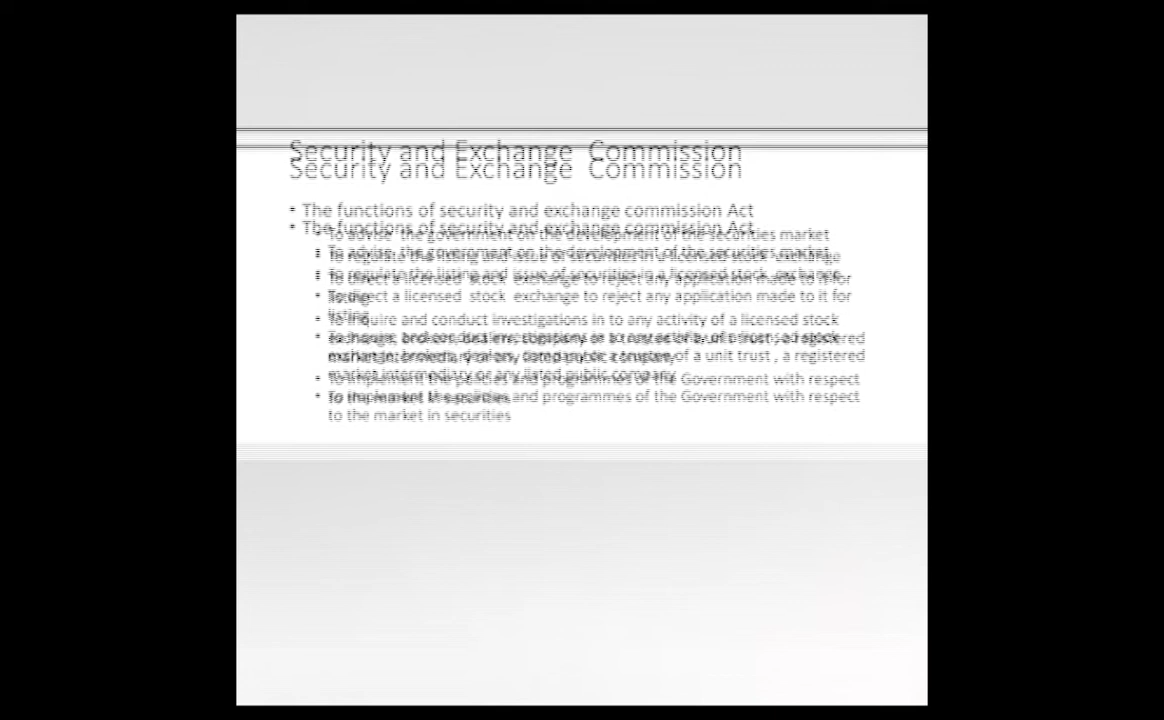 Security and Exchange Commission
• The functions of security and exchange commission Act
• To advise the government on the development of the securities market
• To regulate the listing and issue of securities in a licensed stock exchange
• To direct a licensed stock exchange to reject any application made to it for
listing
• To inquire and conduct investigations in to any activity of a licensed stock
exchange, brokers, dealers, company or a trustee of a unit trust , a registered
market intermediary or any listed public company
• To implement the policies and programmes of the Government with respect
to the market in securities